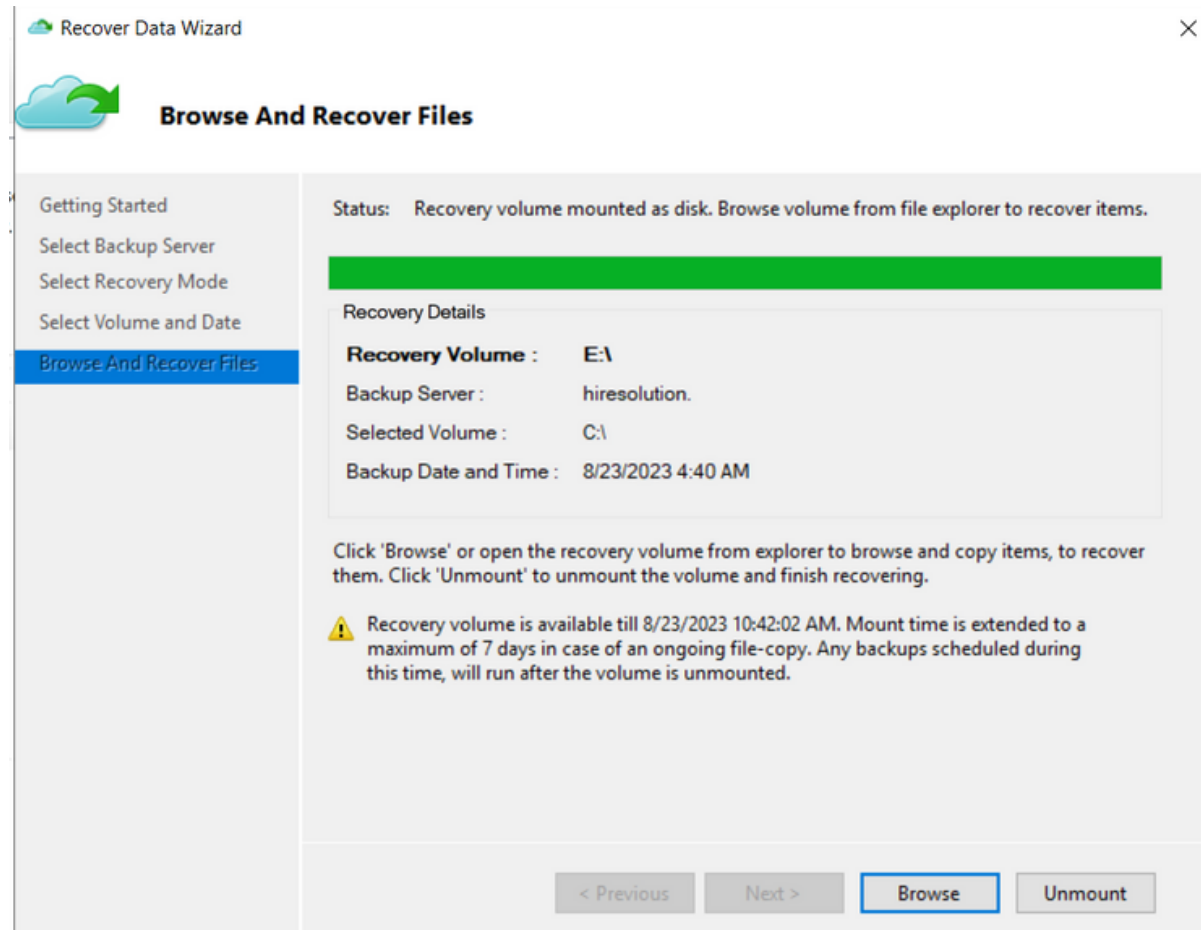 Recover Data Wizard
Browse And Recover Files
Getting Started
Select Backup Server
Select Recovery Mode
Select Volume and Date
Browse And Recover Files
Status: Recovery volume mounted as disk. Browse volume from file explorer to recover items.
Recovery Details
Recovery Volume : E:\
Backup Server : hiresolution.
Selected Volume : C:\
Backup Date and Time : 8/23/2023 4:40 AM
Click 'Browse' or open the recovery volume from explorer to browse and copy items, to recover
them. Click 'Unmount' to unmount the volume and finish recovering.
Recovery volume is available till 8/23/2023 10:42:02 AM. Mount time is extended to a
maximum of 7 days in case of an ongoing file-copy. Any backups scheduled during
this time, will run after the volume is unmounted.
< Previous Next > Browse Unmount